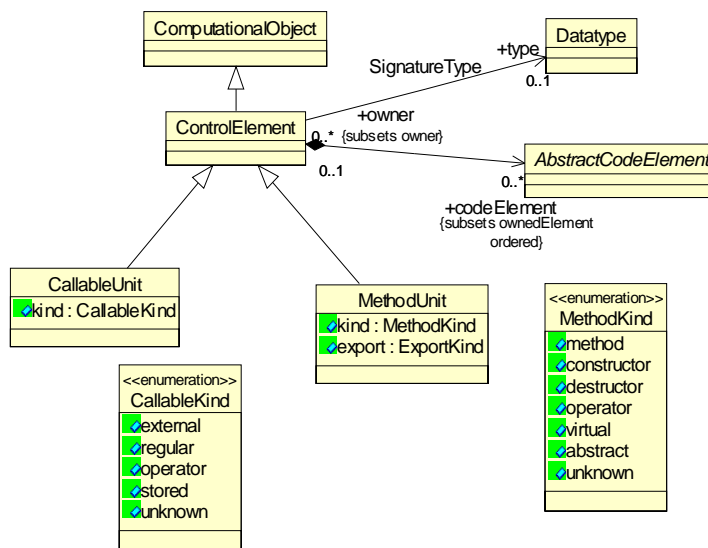 ComputationalObject
Datatype
+type
SignatureType
0..1
ControlElement
+owner
0..*
{subsets owner}
0..1
AbstractCodeElement
0..*
+codeElement
{subsets ownedElement
ordered}
CallableUnit
kind : CallableKind
MethodUnit
kind : MethodKind
export : ExportKind
<<enumeration>>
MethodKind
method
constructor
destructor
operator
virtual
abstract
unknown
<<enumeration>>
CallableKind
external
regular
operator
stored
unknown